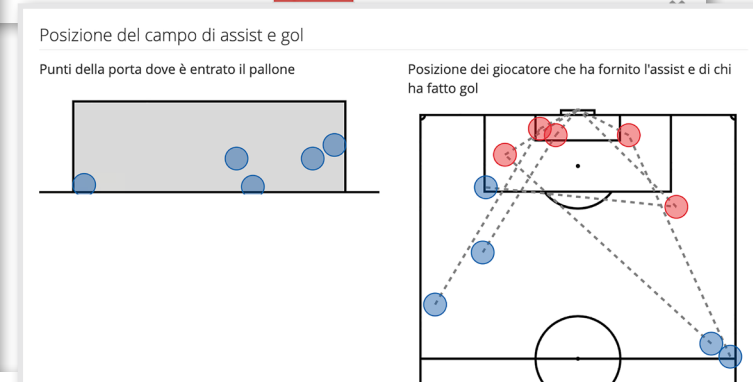 Posizione del campo di assist e gol
Punti della porta dove è entrato il pallone
Posizione dei giocatore che ha fornito l'assist e di chi
ha fatto gol